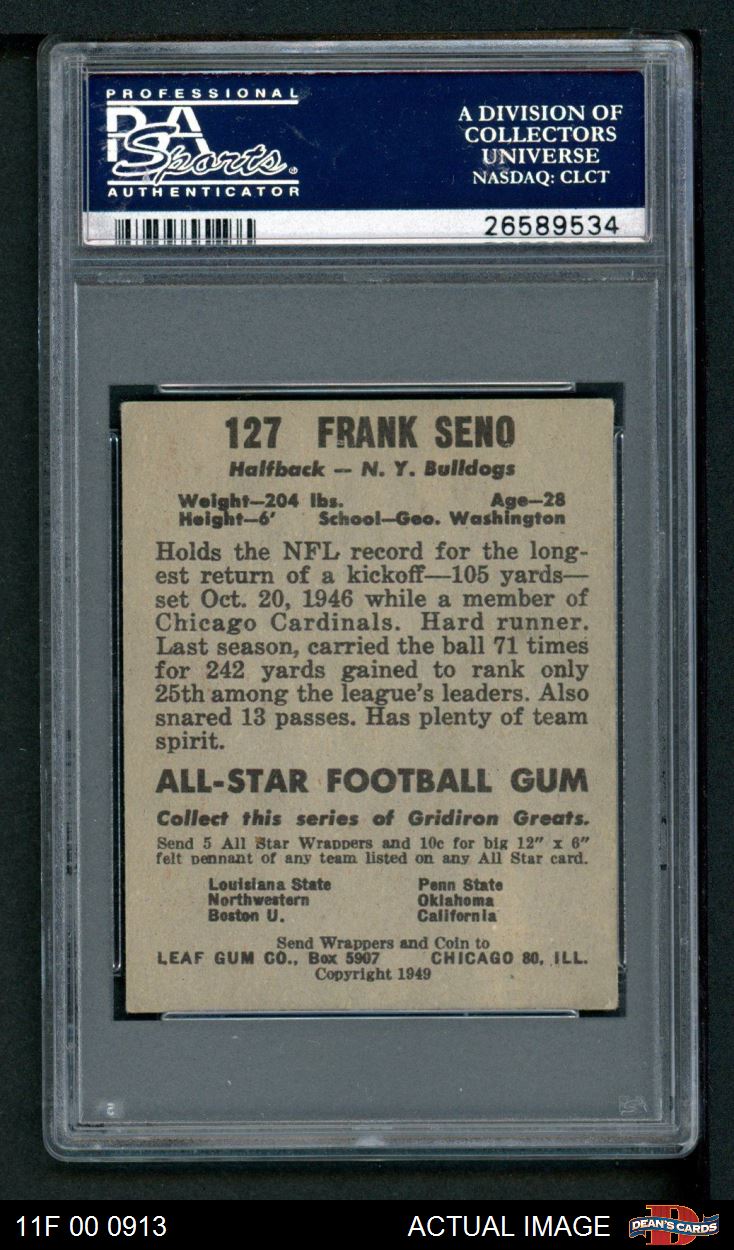 PROFESSIONAL
PSA
Sports
AUTHENTICATOR
A DIVISION OF
COLLECTORS
UNIVERSE
NASDAQ: CLCT
26589534
127 FRANK SENO
Halfback -- N. Y. Bulldogs
Weight—204 lbs. Age—28
Height—6' School—Geo. Washington
Holds the NFL record for the long-
est return of a kickoff—105 yards—
set Oct. 20, 1946 while a member of
Chicago Cardinals. Hard runner.
Last season, carried the ball 71 times
for 242 yards gained to rank only
25th among the league's leaders. Also
snared 13 passes. Has plenty of team
spirit.
ALL-STAR FOOTBALL GUM
Collect this series of Gridiron Greats.
Send 5 All Star Wrappers and 10c for big 12" x 6"
felt pennant of any team listed on any All Star card.
Louisiana State Penn State
Northwestern Oklahoma
Boston U. California
Send Wrappers and Coin to
LEAF GUM CO., Box 5907 CHICAGO 80, ILL.
Copyright 1949
11F 00 0913 ACTUAL IMAGE DEAN'S CARDS